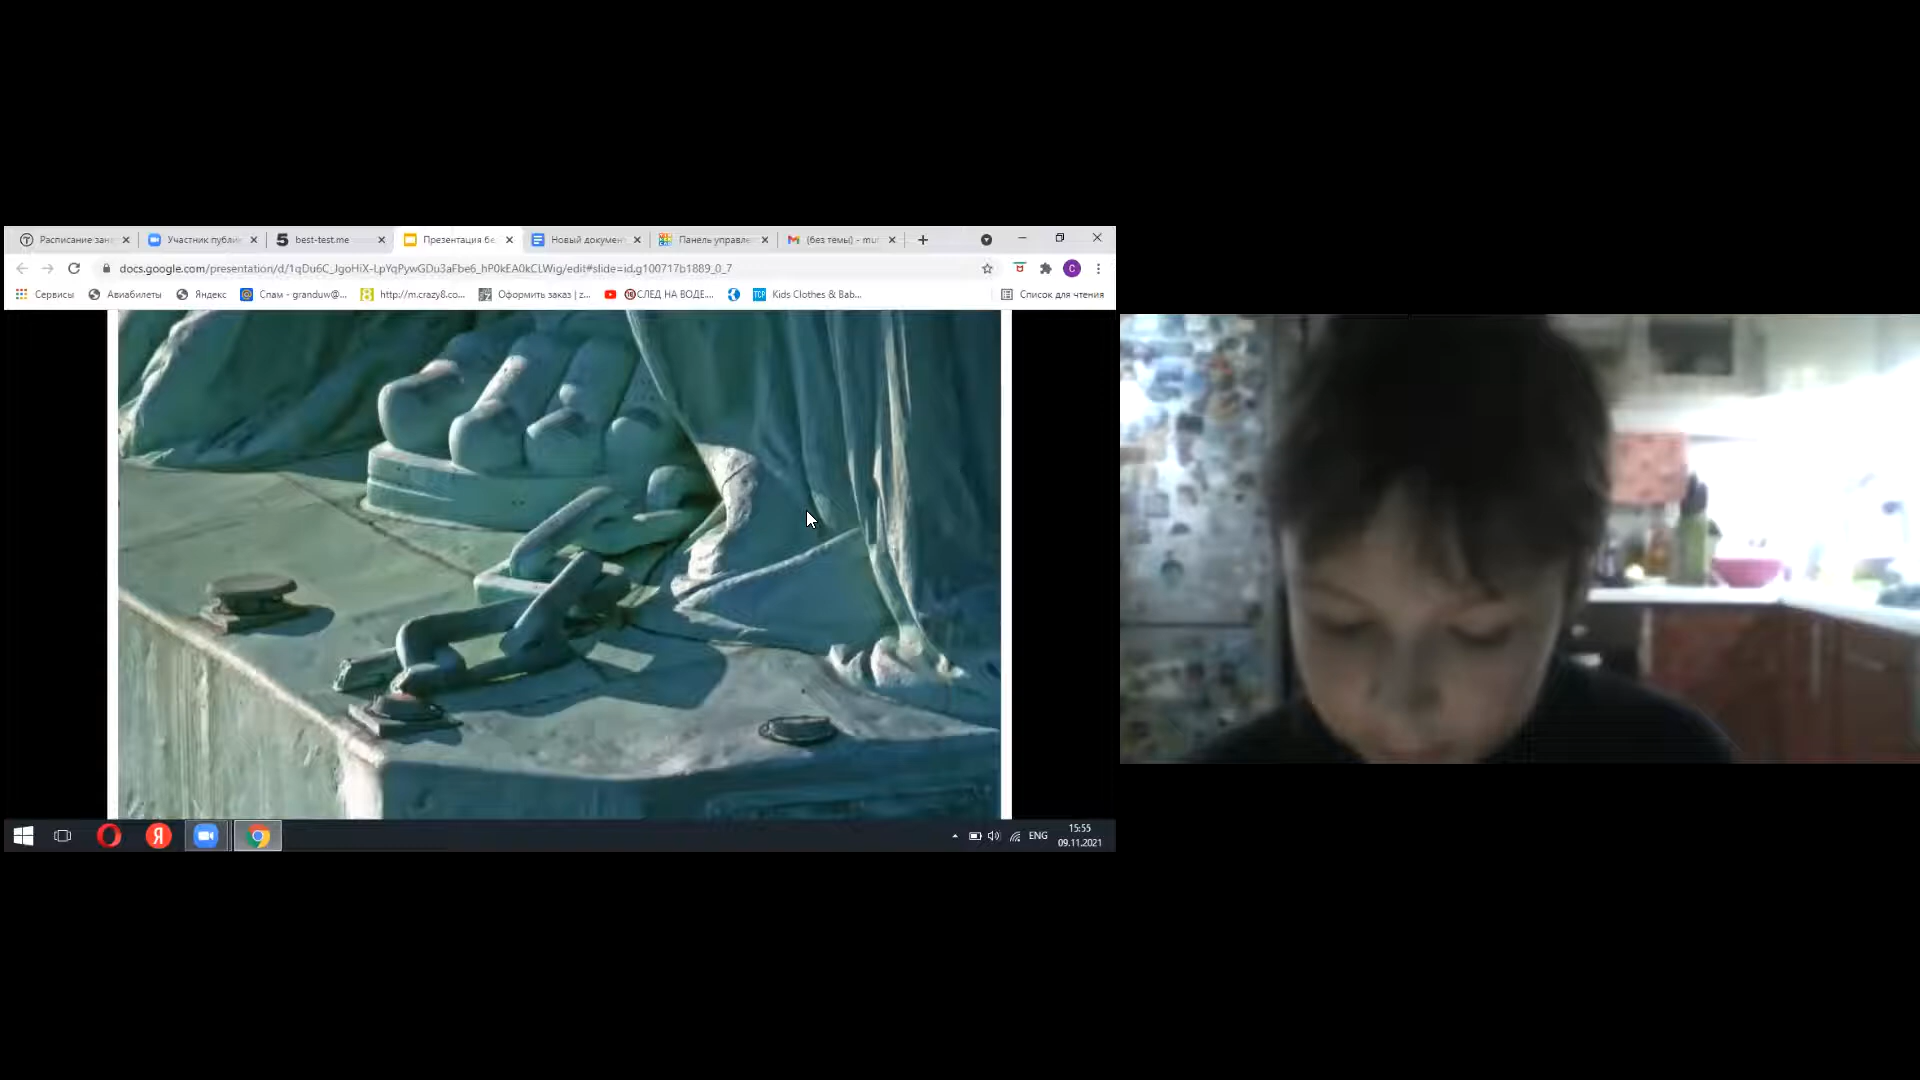 Расписание зан
Участник публи
best-test.me
Презентация бе
Новый докумен
Панель управле
(без темы) - mur
docs.google.com/presentation/d/1qDu6C_JgoHiX-LpYqPywGDu3aFbe6_hP0kEA0kCLWig/edit#slide=id.g100717b1889_0_7
Сервисы
Авиабилеты
Яндекс
Спам - granduw@...
http://m.crazy8.co...
Оформить заказ | z...
СЛЕД НА ВОДЕ....
TCP
Kids Clothes & Bab...
Список для чтения
ENG
15:55
09.11.2021